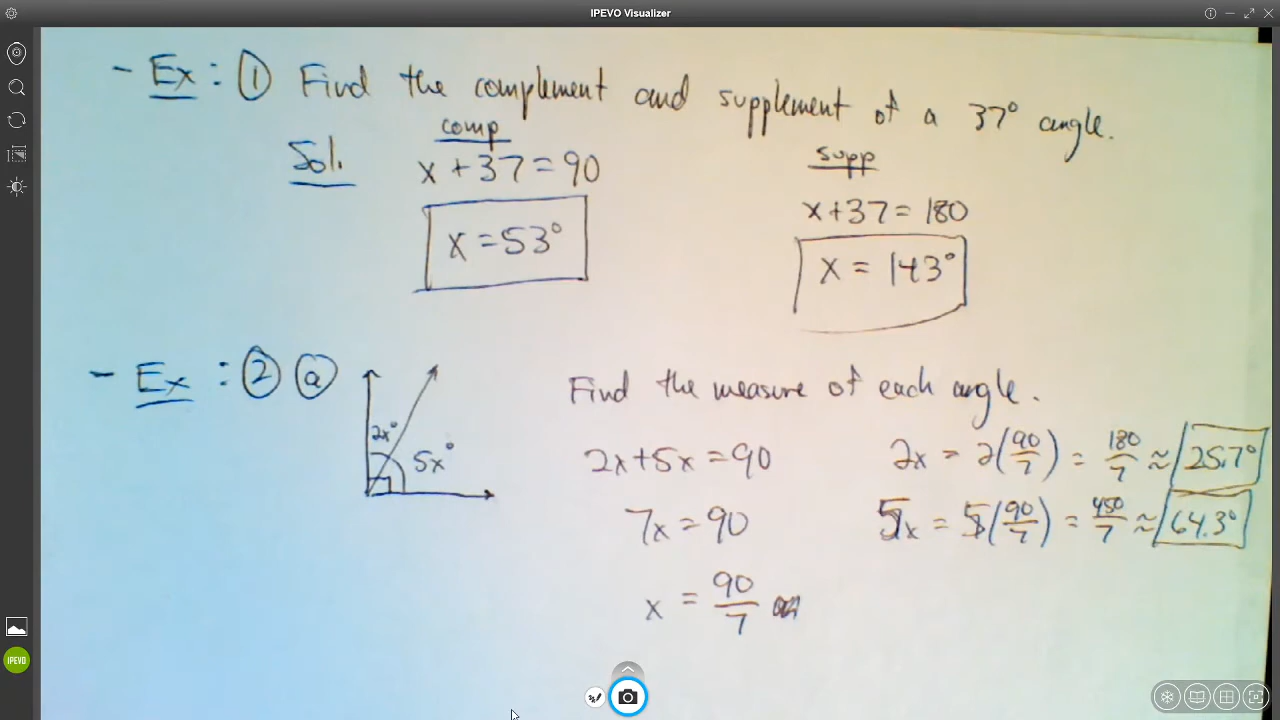 IPEVO Visualizer
- Ex: ① Find the complement and supplement of a 37° angle.
Sol.
comp
x + 37 = 90
x = 53°
supp
x + 37 = 180
x = 143°
- Ex: ② ⓐ
2x°
5x°
Find the measure of each angle.
2x + 5x = 90
7x = 90
x = 90/7
2x = 2(90/7) = 180/7 ≈ 25.7°
5x = 5(90/7) = 450/7 ≈ 64.3°
IPEVO